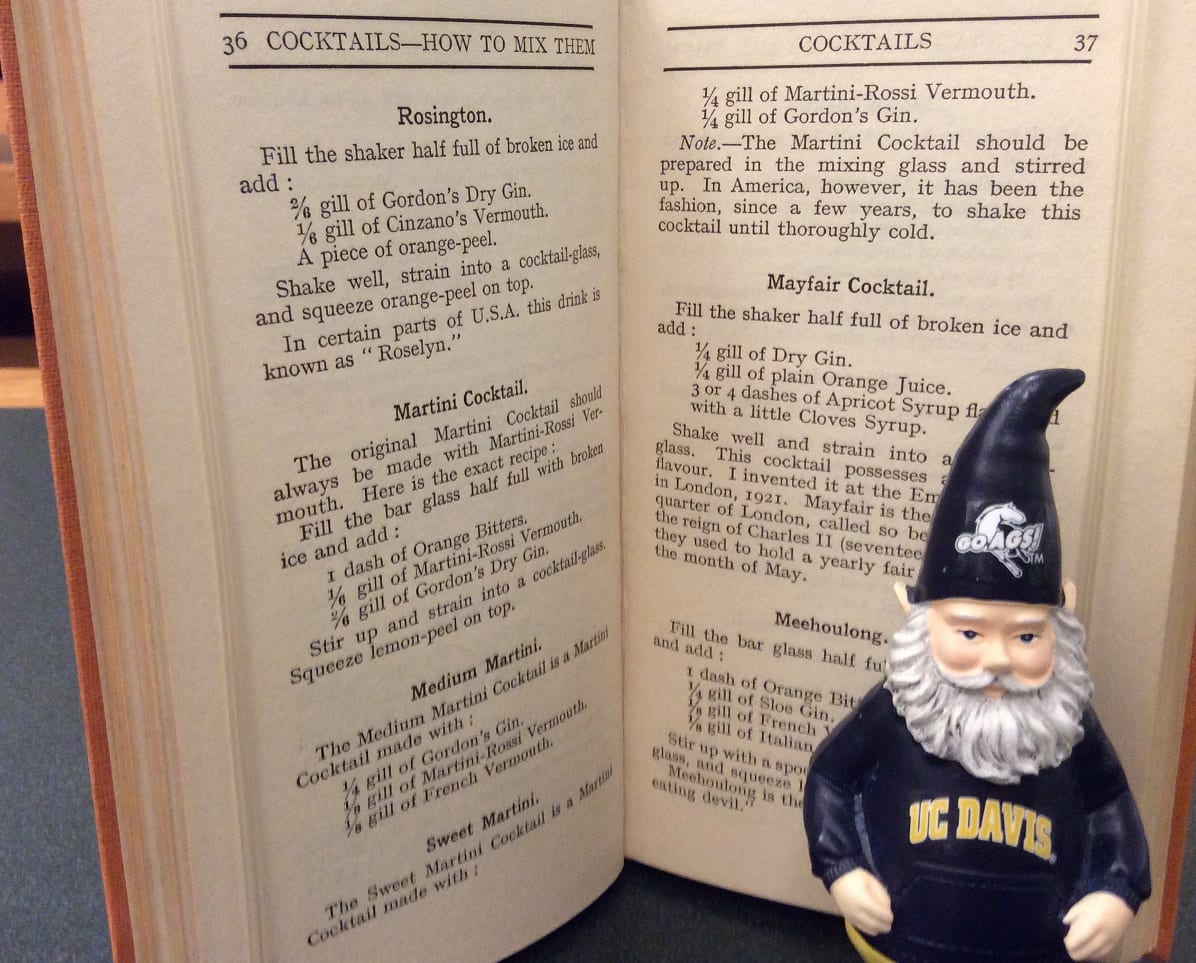 36 COCKTAILS—HOW TO MIX THEM
Rosington.
Fill the shaker half full of broken ice and
add :
2/6 gill of Gordon's Dry Gin.
1/6 gill of Cinzano's Vermouth.
A piece of orange-peel.
Shake well, strain into a cocktail-glass,
and squeeze orange-peel on top.
In certain parts of U.S.A. this drink is
known as “ Roselyn.”
Martini Cocktail.
The original Martini Cocktail should
always be made with Martini-Rossi Ver-
mouth. Here is the exact recipe :
Fill the bar glass half full with broken
ice and add :
1 dash of Orange Bitters.
1/6 gill of Martini-Rossi Vermouth.
2/6 gill of Gordon's Dry Gin.
Stir up and strain into a cocktail-glass.
Squeeze lemon-peel on top.
Medium Martini.
The Medium Martini Cocktail is a Martini
Cocktail made with :
1/4 gill of Gordon's Gin.
1/8 gill of Martini-Rossi Vermouth.
1/8 gill of French Vermouth.
Sweet Martini.
The Sweet Martini Cocktail is a Martini
Cocktail made with :
COCKTAILS 37
1/4 gill of Martini-Rossi Vermouth.
1/4 gill of Gordon's Gin.
Note.—The Martini Cocktail should be
prepared in the mixing glass and stirred
up. In America, however, it has been the
fashion, since a few years, to shake this
cocktail until thoroughly cold.
Mayfair Cocktail.
Fill the shaker half full of broken ice and
add :
1/4 gill of Dry Gin.
1/4 gill of plain Orange Juice.
3 or 4 dashes of Apricot Syrup
with a little Cloves Syrup.
Shake well and strain into a
glass. This cocktail possesses
flavour. I invented it at the
in London, 1921. Mayfair is the
quarter of London, called so
the reign of Charles II
they used to hold a yearly fair
the month of May.
Meehoulong.
Fill the bar glass half
and add :
1 dash of Orange
1/4 gill of Sloe Gin.
1/8 gill of French
1/8 gill of Italian
Stir up with a
glass, and squeeze
Meehoulong is the
eating devil.”
GO AGS!
TM
UC DAVIS